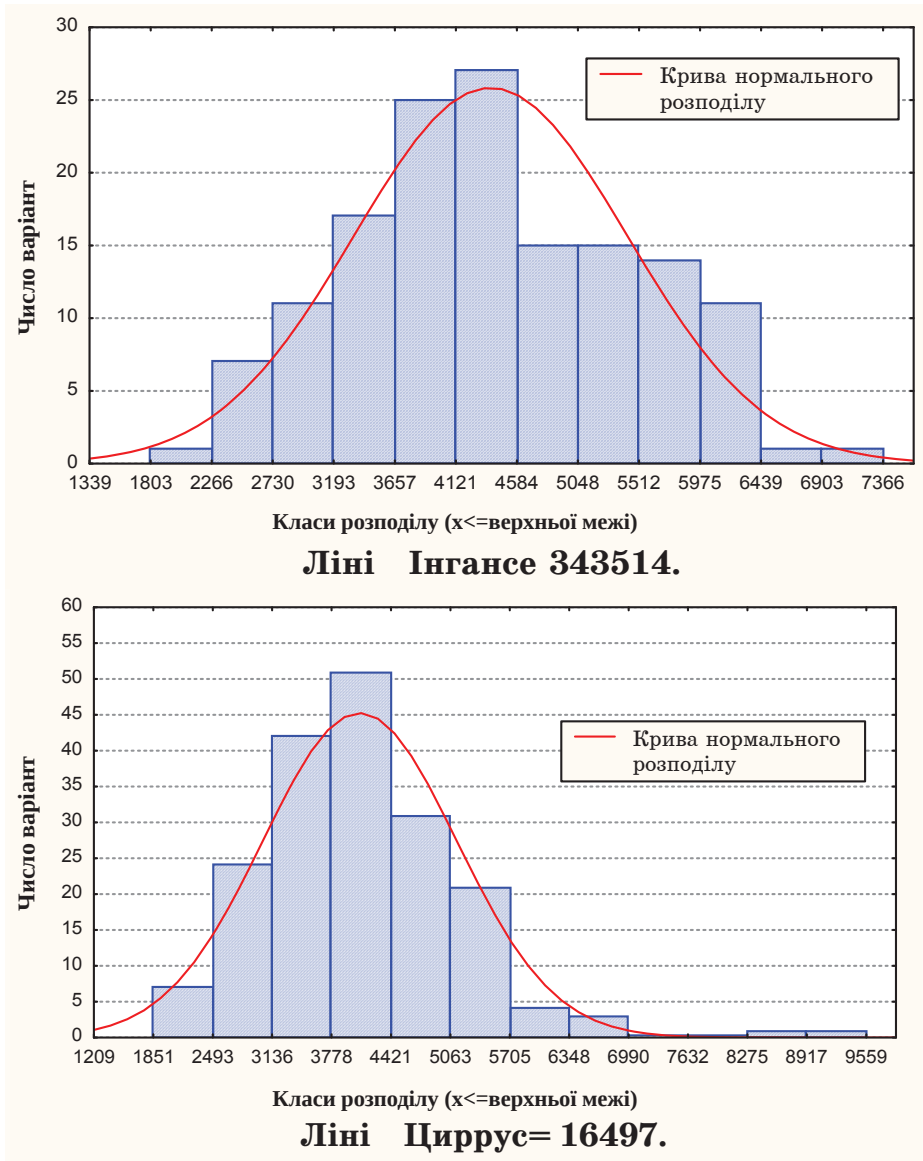 30
25
20
15
10
5
0
Число варіант
Крива нормального
розподілу
1339 1803 2266 2730 3193 3657 4121 4584 5048 5512 5975 6439 6903 7366
Класи розподілу (x<=верхньої межі)
Ліні Інгансе 343514.
60
55
50
45
40
35
30
25
20
15
10
5
0
Число варіант
Крива нормального
розподілу
1209 1851 2493 3136 3778 4421 5063 5705 6348 6990 7632 8275 8917 9559
Класи розподілу (x<=верхньої межі)
Ліні Циррус= 16497.